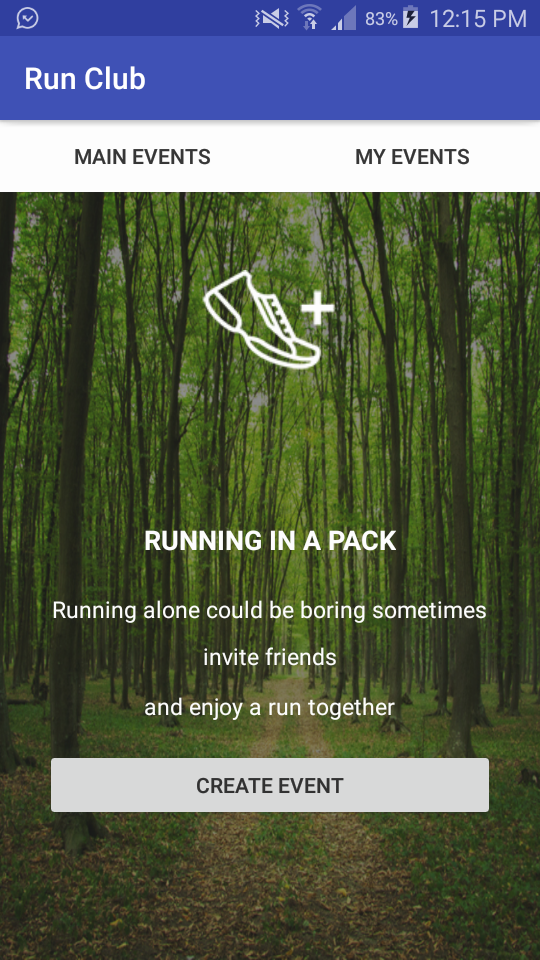 83% 12:15 PM
Run Club
MAIN EVENTS MY EVENTS
RUNNING IN A PACK
Running alone could be boring sometimes
invite friends
and enjoy a run together
CREATE EVENT